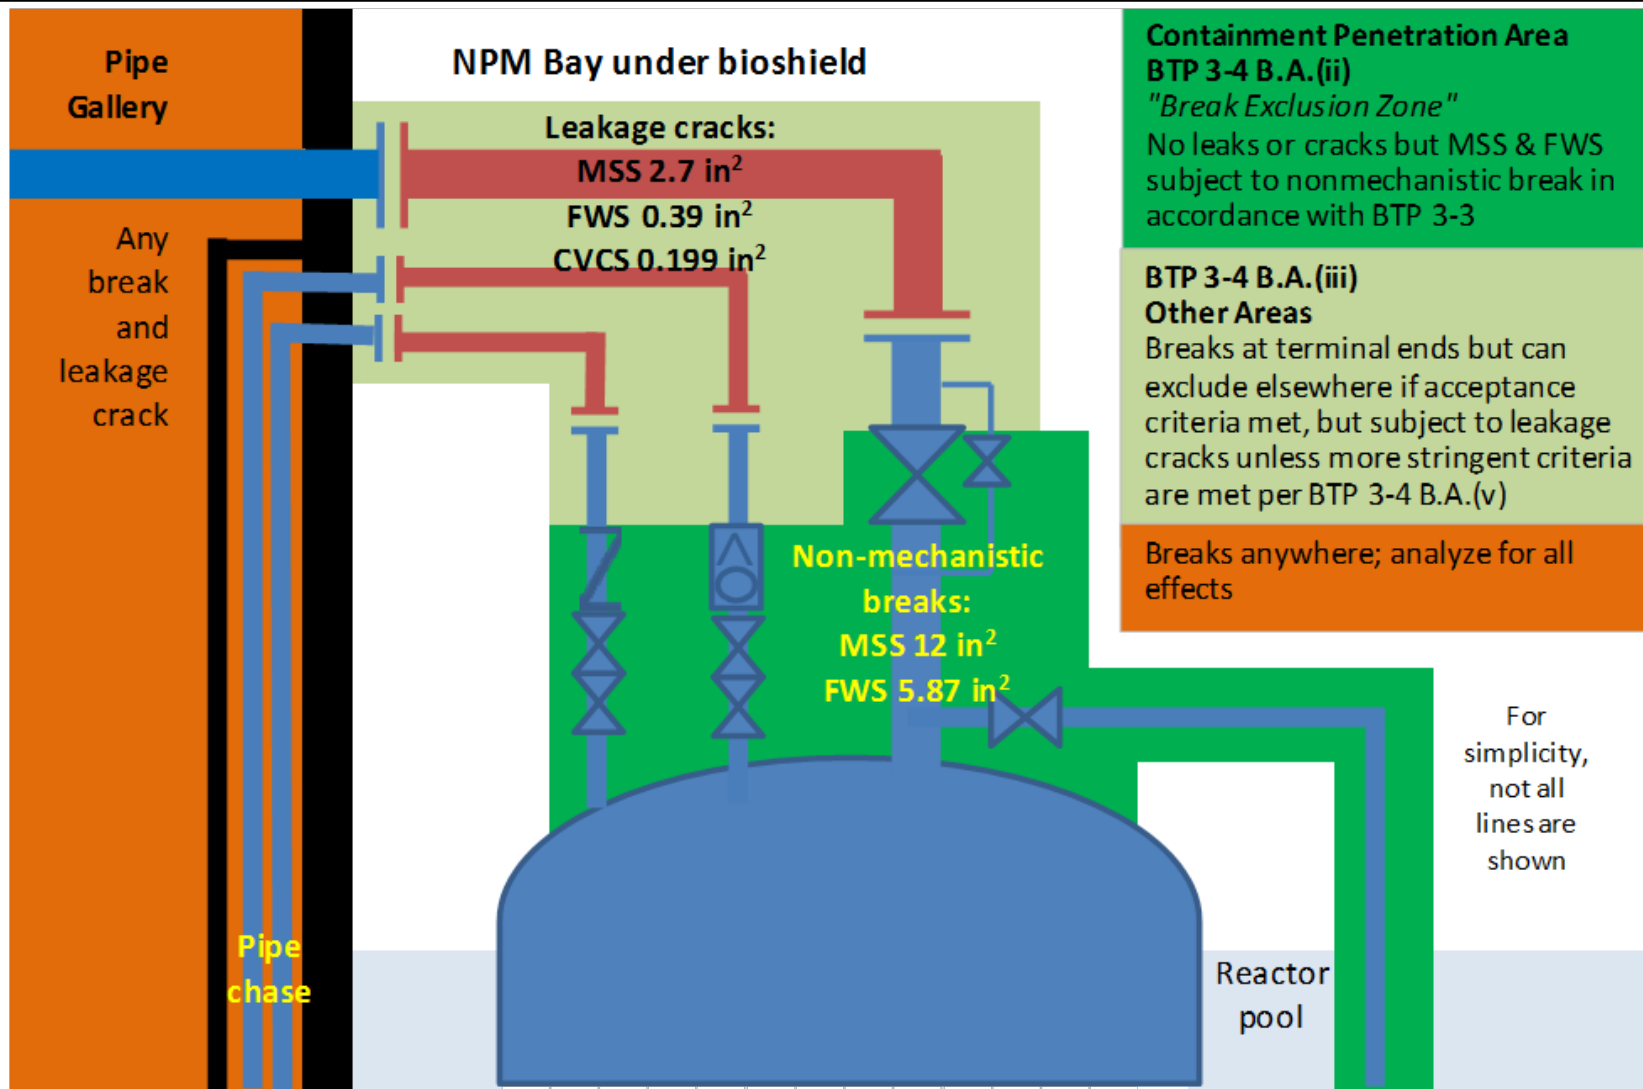 Pipe
Gallery
NPM Bay under bioshield
Leakage cracks:
MSS 2.7 in²
FWS 0.39 in²
CVCS 0.199 in²
Any
break
and
leakage
crack
Pipe
chase
Non-mechanistic
breaks:
MSS 12 in²
FWS 5.87 in²
Reactor
pool
Containment Penetration Area
BTP 3-4 B.A.(ii)
"Break Exclusion Zone"
No leaks or cracks but MSS & FWS
subject to nonmechanistic break in
accordance with BTP 3-3
BTP 3-4 B.A.(iii)
Other Areas
Breaks at terminal ends but can
exclude elsewhere if acceptance
criteria met, but subject to leakage
cracks unless more stringent criteria
are met per BTP 3-4 B.A.(v)
Breaks anywhere; analyze for all
effects
For
simplicity,
not all
lines are
shown